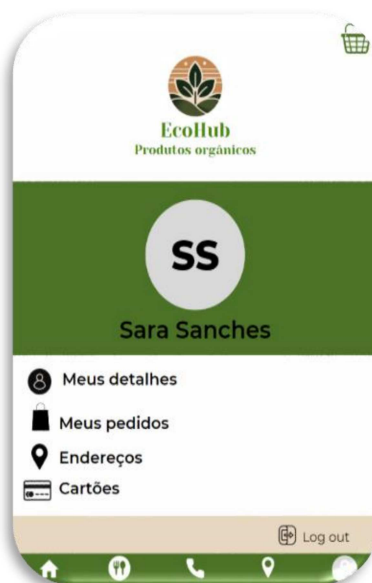 EcoHub
Produtos orgânicos
SS
Sara Sanches
Meus detalhes
Meus pedidos
Endereços
Cartões
Log out